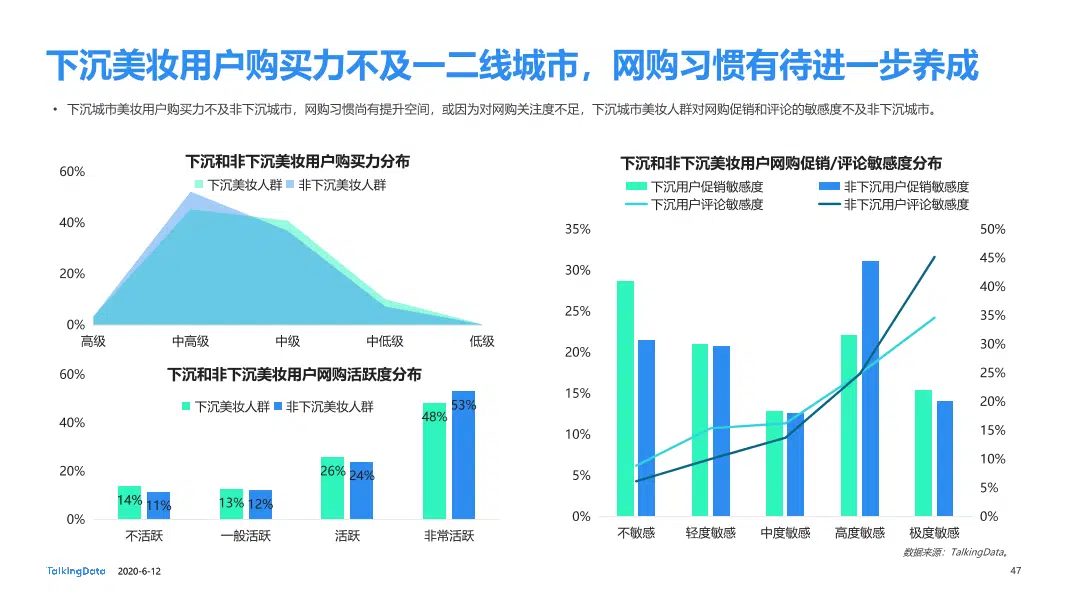 下沉美妆用户购买力不及一二线城市，网购习惯有待进一步养成
• 下沉城市美妆用户购买力不及非下沉城市，网购习惯尚有提升空间，或因为对网购关注度不足，下沉城市美妆人群对网购促销和评论的敏感度不及非下沉城市。
下沉和非下沉美妆用户购买力分布
下沉美妆人群 非下沉美妆人群
60%
40%
20%
0%
高级 中高级 中级 中低级 低级
下沉和非下沉美妆用户网购活跃度分布
下沉美妆人群 非下沉美妆人群
60%
40%
20%
0%
14% 11% 13% 12% 26% 24% 48% 53%
不活跃 一般活跃 活跃 非常活跃
下沉和非下沉美妆用户网购促销/评论敏感度分布
下沉用户促销敏感度 非下沉用户促销敏感度
下沉用户评论敏感度 非下沉用户评论敏感度
35%
30%
25%
20%
15%
10%
5%
0%
50%
45%
40%
35%
30%
25%
20%
15%
10%
5%
0%
不敏感 轻度敏感 中度敏感 高度敏感 极度敏感
数据来源：TalkingData。
TalkingData 2020-6-12
47